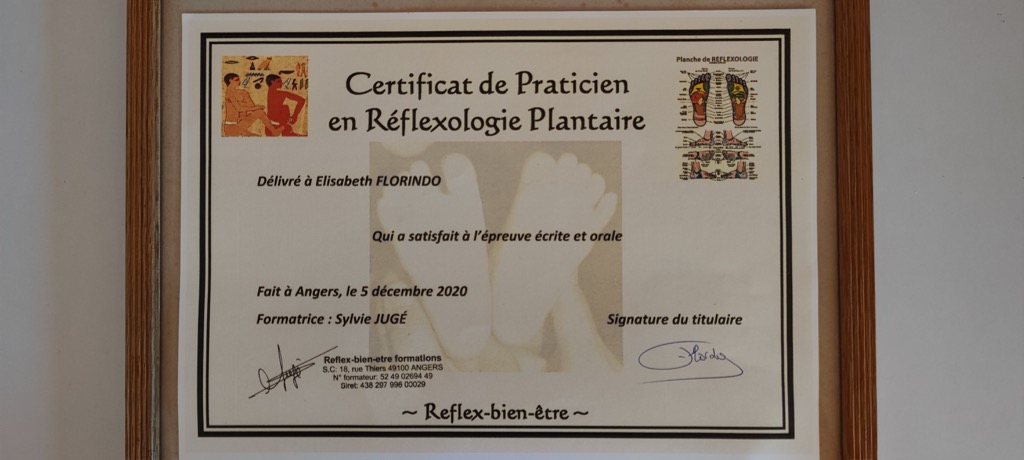 Certificat de Praticien
en Réflexologie Plantaire
Planche de REFLEXOLOGIE
Délivré à Elisabeth FLORINDO
Qui a satisfait à l'épreuve écrite et orale
Fait à Angers, le 5 décembre 2020
Formatrice : Sylvie JUGÉ
Signature du titulaire
Reflex-bien-etre formations
S.C: 18, rue Thiers 49100 ANGERS
N° formateur: 52 49 02694 49
Siret: 438 297 996 00029
~ Reflex-bien-être ~